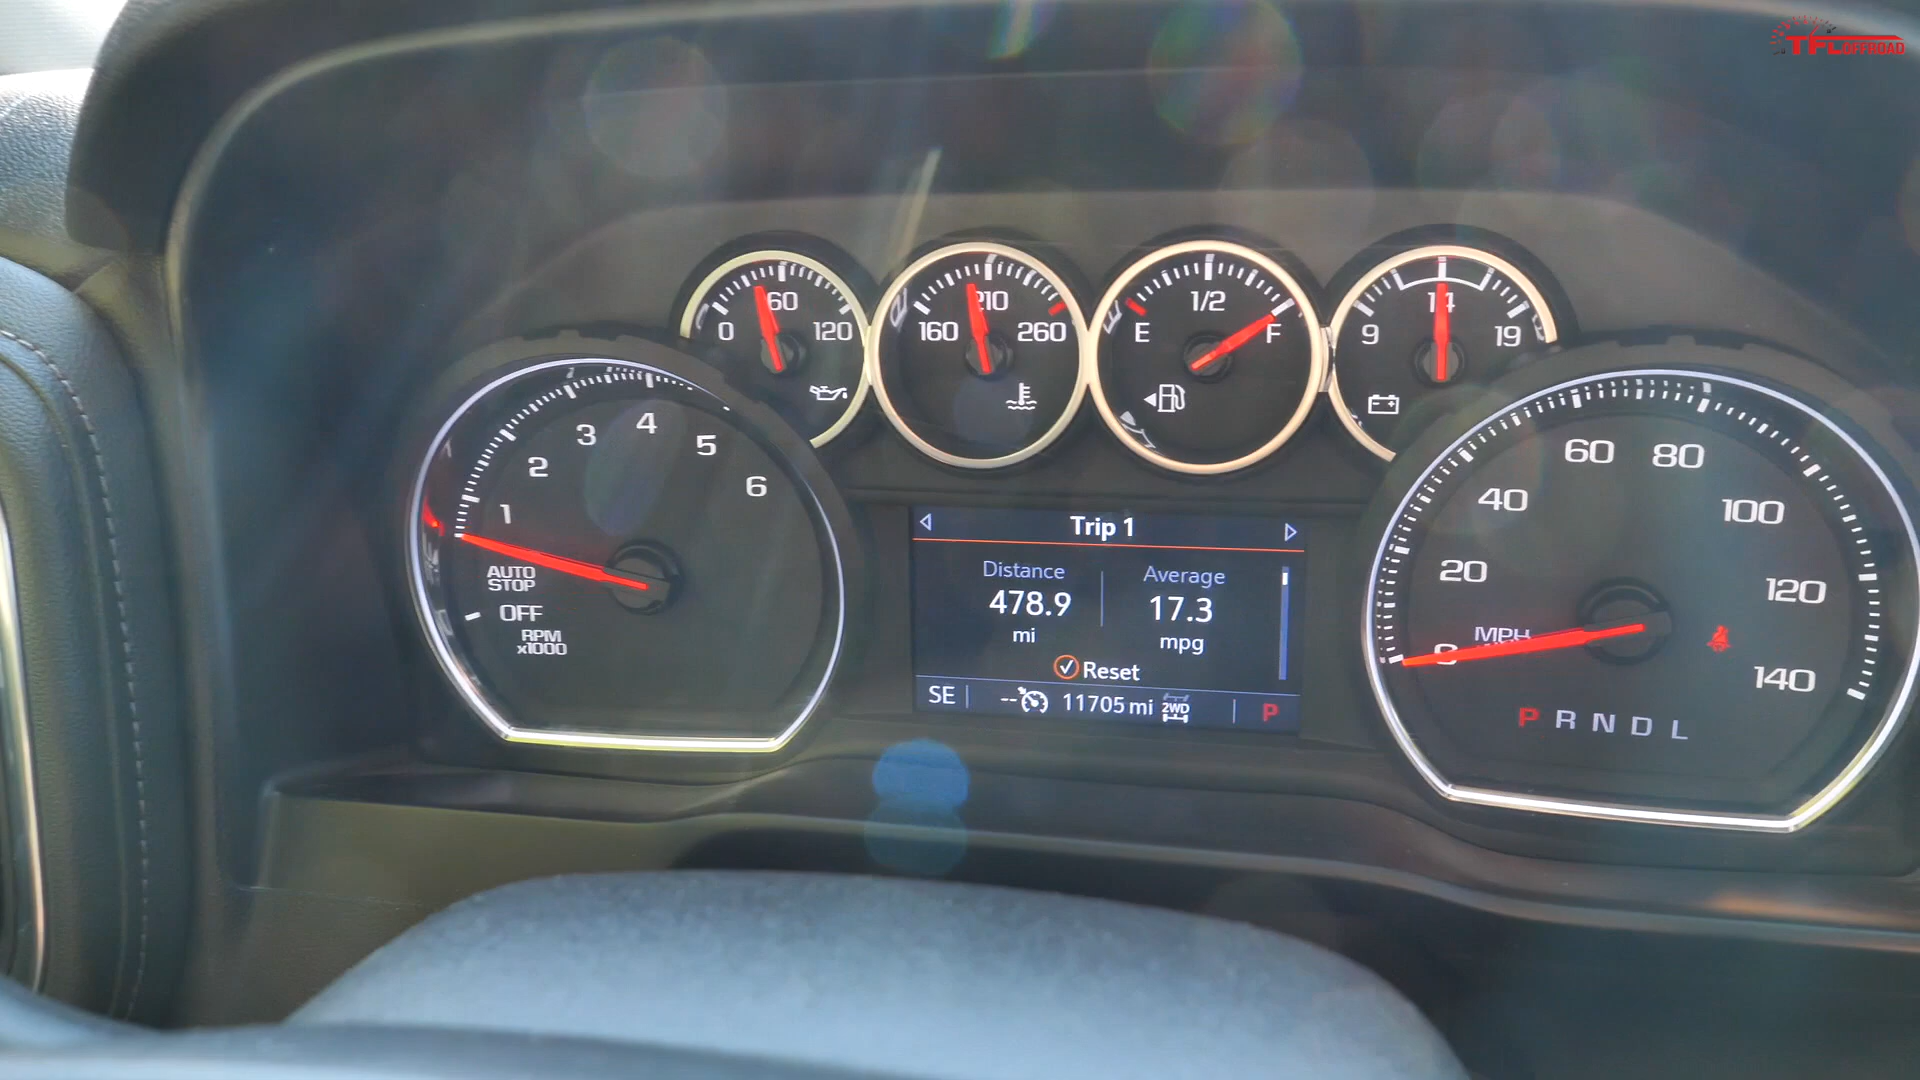 TFLOFFROAD
0 60 120
160 210 260
E 1/2 F
9 14 19
1 2 3 4 5 6
AUTO
STOP
OFF
RPM
x1000
Trip 1
Distance
478.9
mi
Average
17.3
mpg
Reset
SE -- 11705 mi 2WD P
0 20 40 60 80 100 120 140
MPH
P R N D L